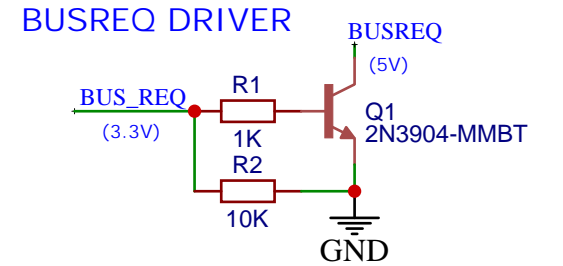 BUSREQ DRIVER
BUSREQ
(5V)
R1
BUS_REQ
Q1
(3.3V)
1K
2N3904-MMBT
R2
10K
GND